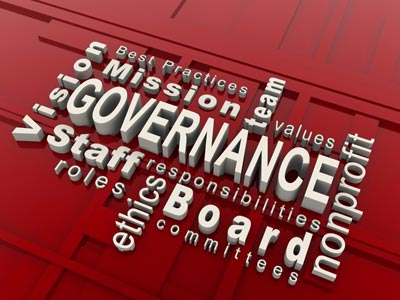 Best Practices
Vision
Mission
team
GOVERNANCE
values
Staff
roles
responsibilities
nonprofit
ethics
Board
committees